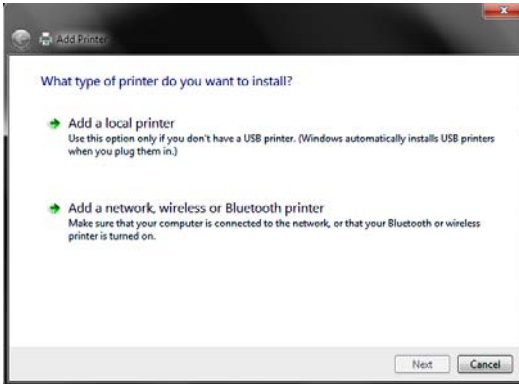 Add Printer
What type of printer do you want to install?
Add a local printer
Use this option only if you don't have a USB printer. (Windows automatically installs USB printers
when you plug them in.)
Add a network, wireless or Bluetooth printer
Make sure that your computer is connected to the network, or that your Bluetooth or wireless
printer is turned on.
Next Cancel